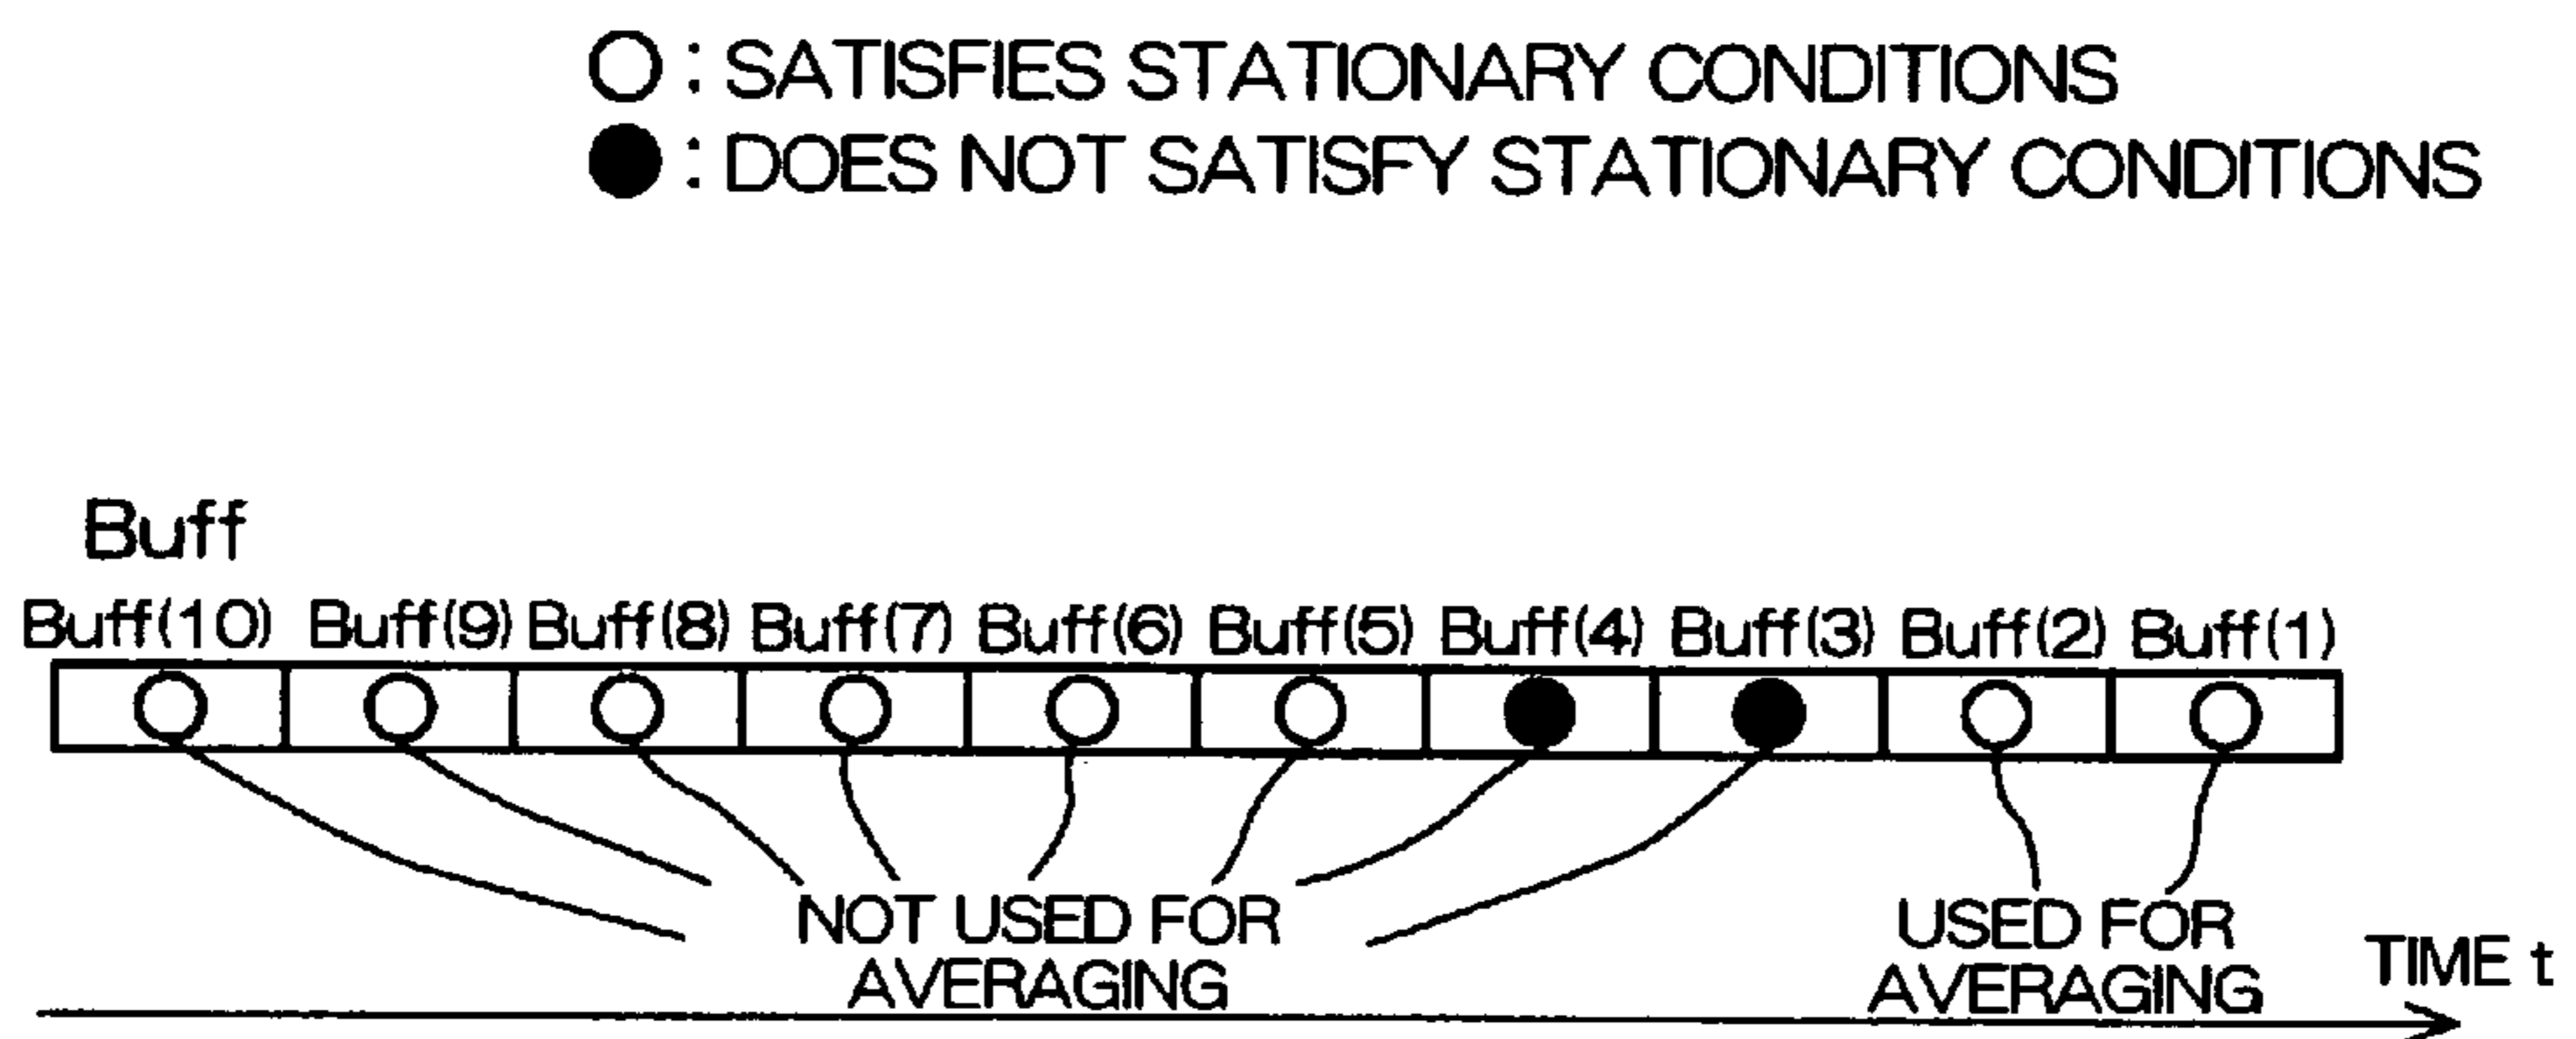 : SATISFIES STATIONARY CONDITIONS
: DOES NOT SATISFY STATIONARY CONDITIONS
Buff
Buff(10) Buff(9) Buff(8) Buff(7) Buff(6) Buff(5) Buff(4) Buff(3) Buff(2) Buff(1)
NOT USED FOR
AVERAGING
USED FOR
AVERAGING
TIME t